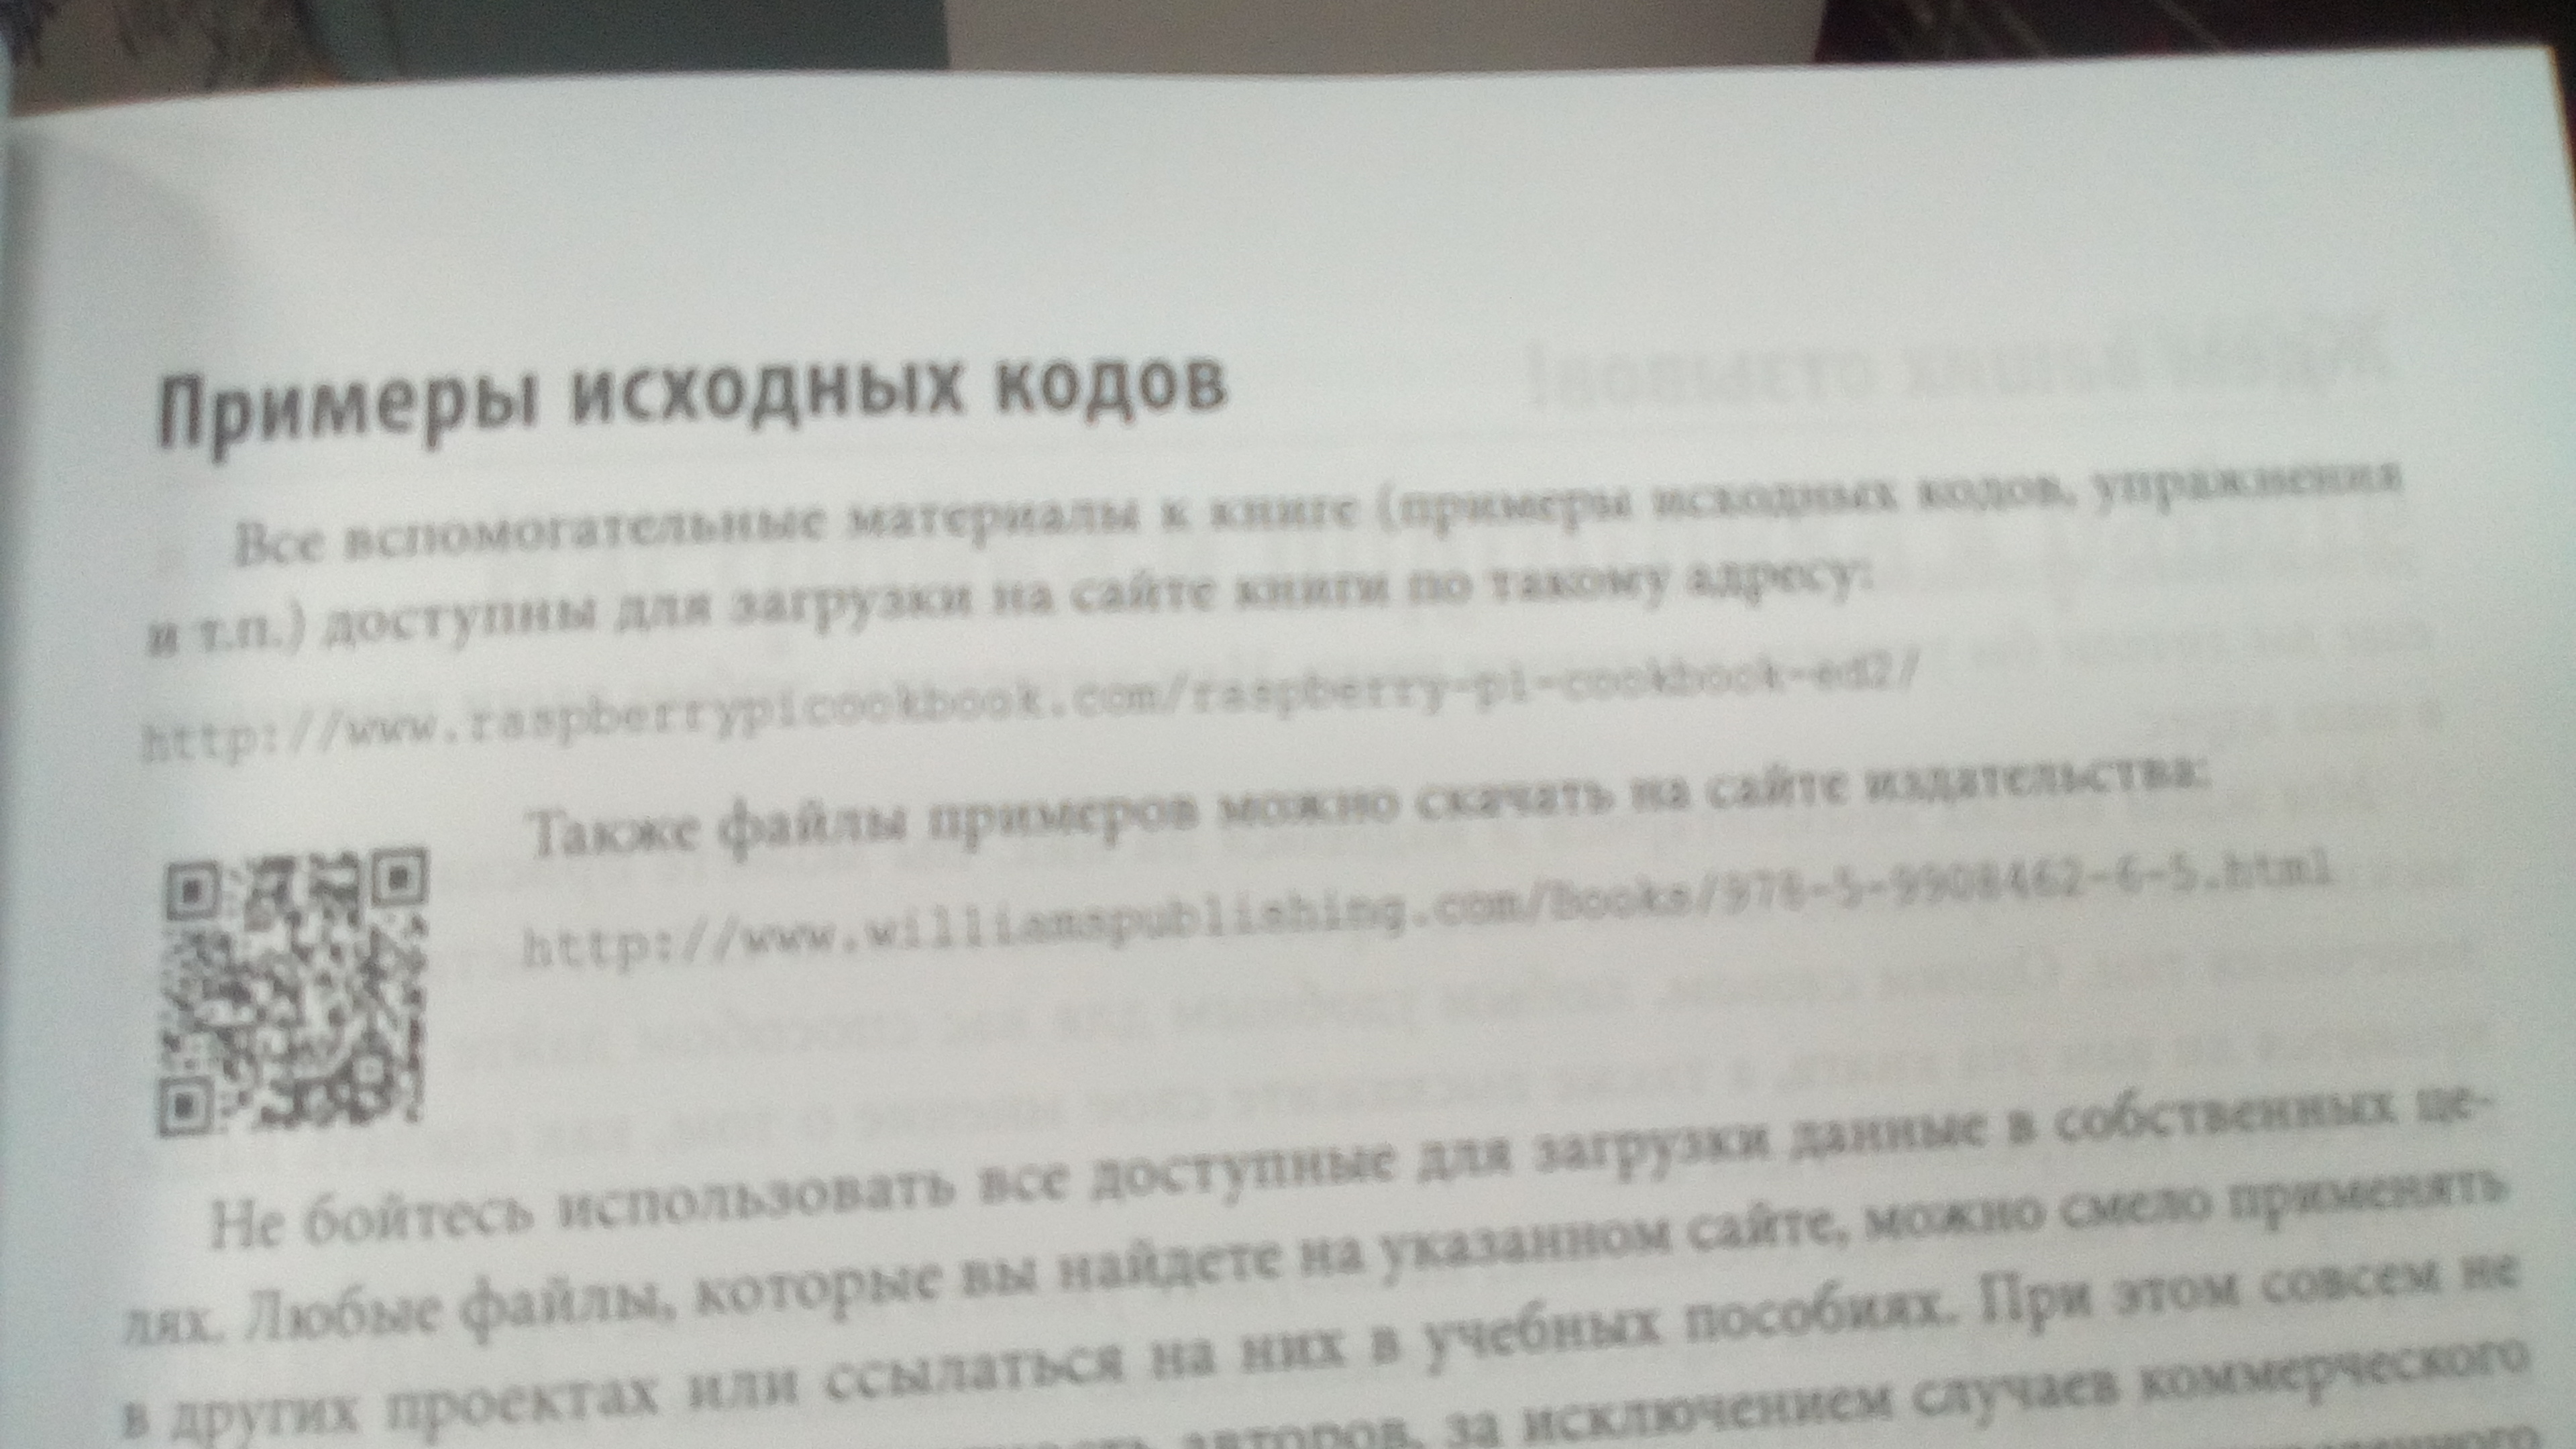 Примеры исходных кодов
Все вспомогательные материалы к книге (примеры исходных кодов, упражнения
и т.п.) доступны для загрузки на сайте книги по такому адресу:
http://www.raspberrypicookbook.com/raspberry-pi-cookbook-ed2/
Также файлы примеров можно скачать на сайте издательства:
http://www.williamspublishing.com/Books/978-5-9908462-6-5.html
Не бойтесь использовать все доступные для загрузки данные в собственных це-
лях. Любые файлы, которые вы найдете на указанном сайте, можно смело применять
в других проектах или ссылаться на них в учебных пособиях. При этом совсем не
авторов, за исключением случаев коммерческого